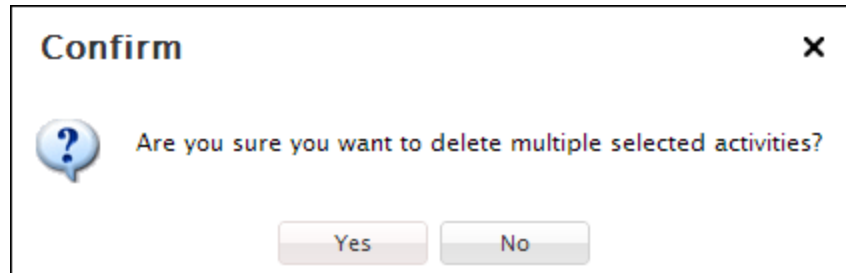 Confirm
Are you sure you want to delete multiple selected activities?
Yes No